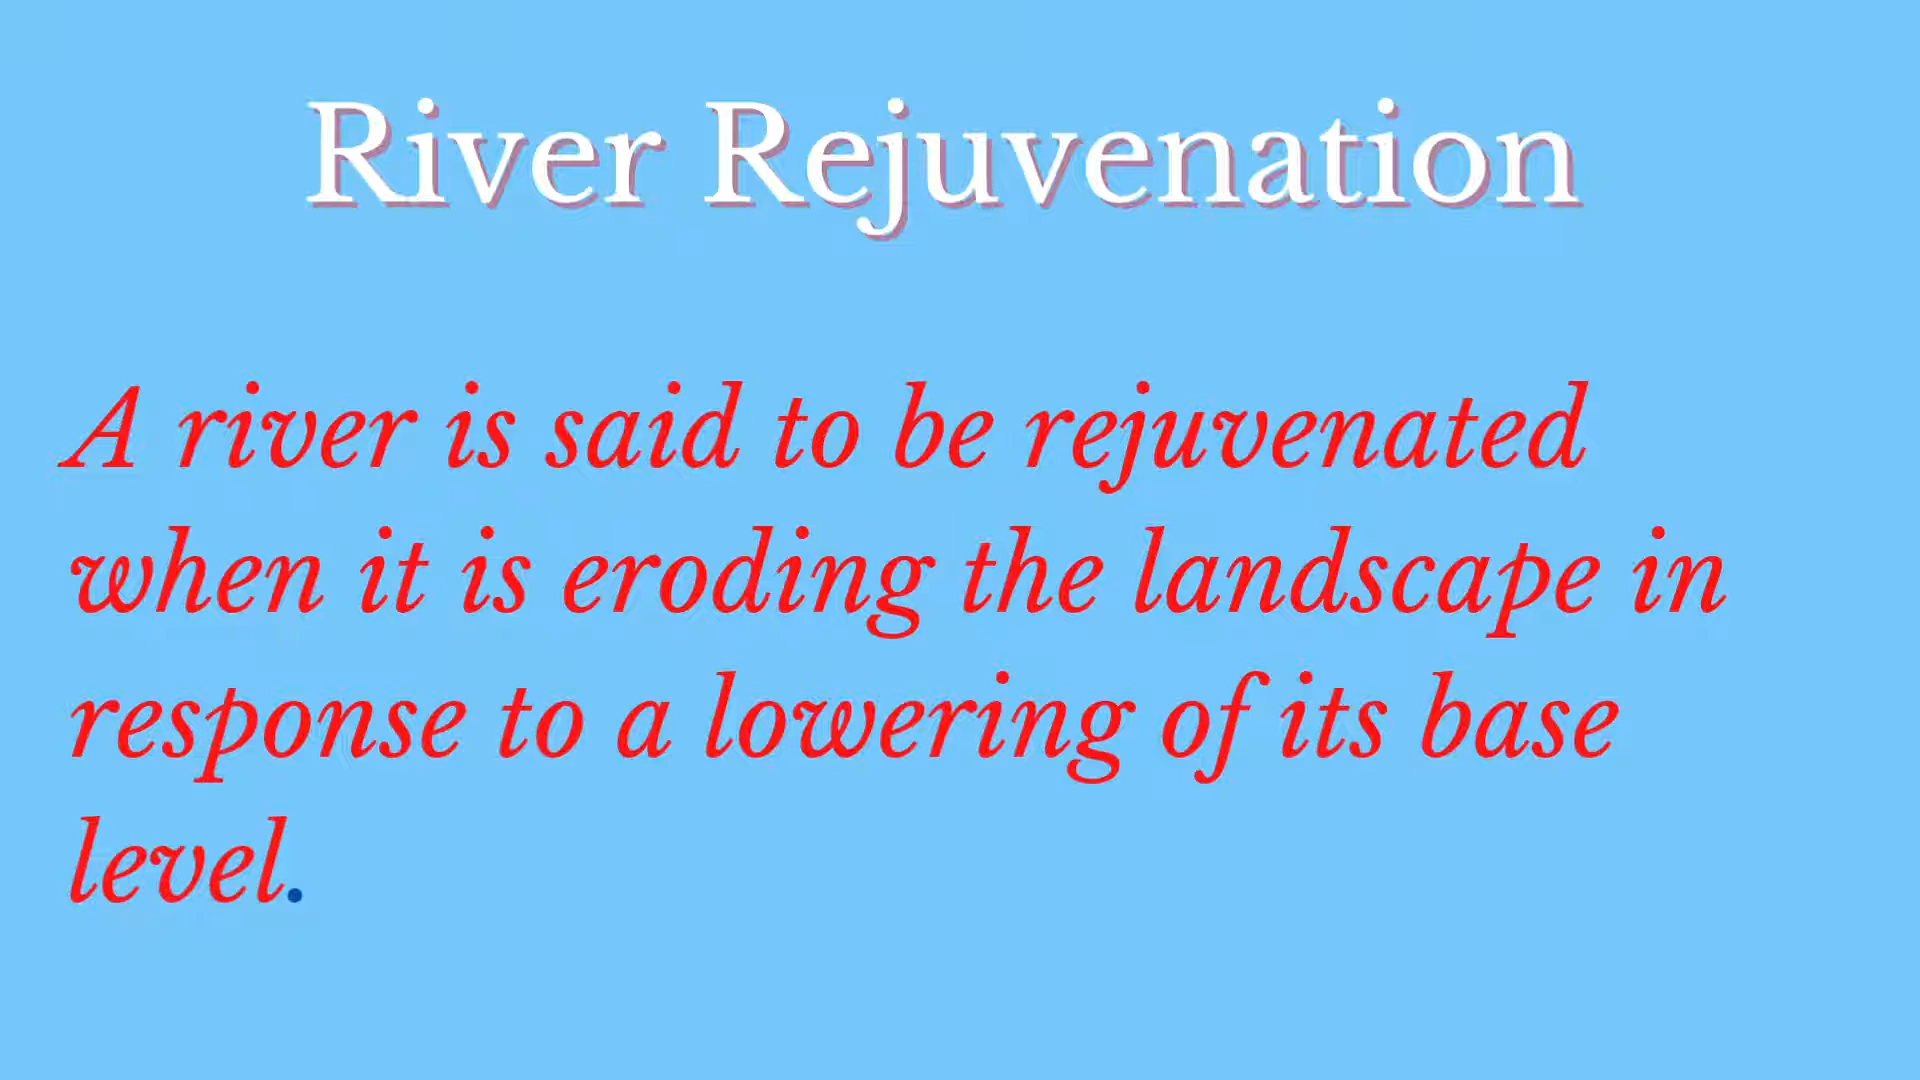 River Rejuvenation
A river is said to be rejuvenated
when it is eroding the landscape in
response to a lowering of its base
level.